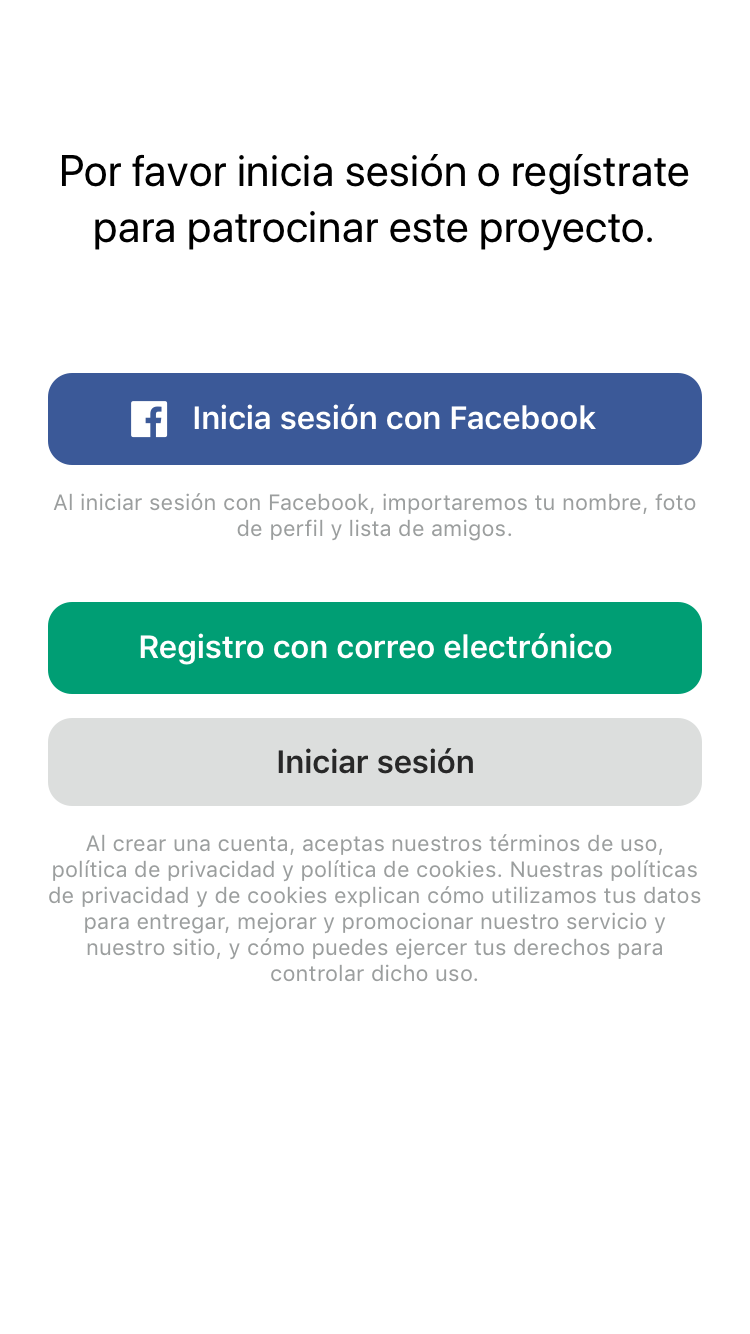 Por favor inicia sesión o regístrate
para patrocinar este proyecto.
Inicia sesión con Facebook
Al iniciar sesión con Facebook, importaremos tu nombre, foto
de perfil y lista de amigos.
Registro con correo electrónico
Iniciar sesión
Al crear una cuenta, aceptas nuestros términos de uso,
política de privacidad y política de cookies. Nuestras políticas
de privacidad y de cookies explican cómo utilizamos tus datos
para entregar, mejorar y promocionar nuestro servicio y
nuestro sitio, y cómo puedes ejercer tus derechos para
controlar dicho uso.